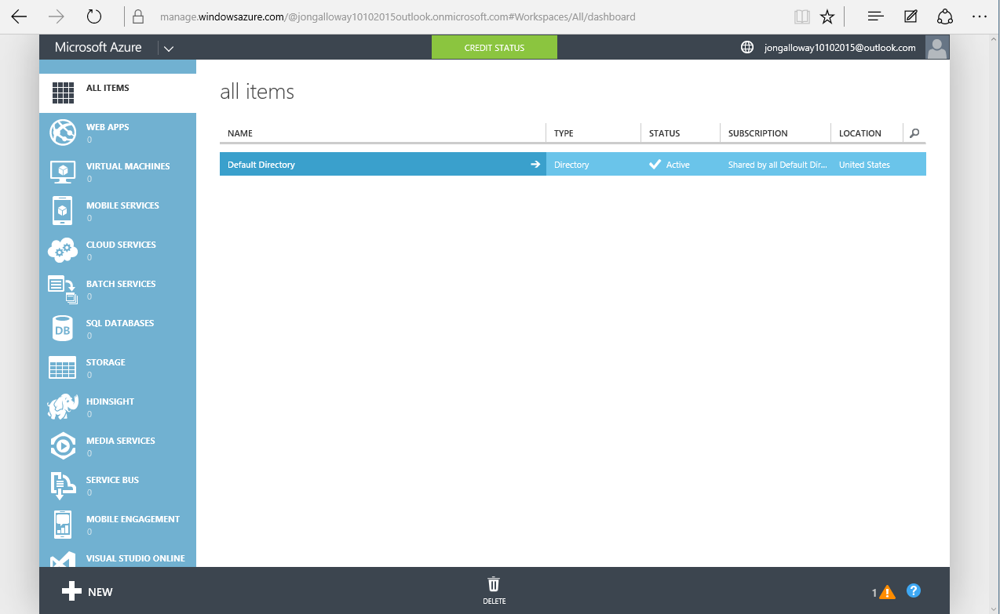 manage.windowsazure.com/@jongalloway10102015outlook.onmicrosoft.com#Workspaces/All/dashboard
Microsoft Azure
CREDIT STATUS
jongalloway10102015@outlook.com
ALL ITEMS
all items
NAME TYPE STATUS SUBSCRIPTION LOCATION
Default Directory Directory Active Shared by all Default Dir... United States
WEB APPS
0
VIRTUAL MACHINES
0
MOBILE SERVICES
0
CLOUD SERVICES
0
BATCH SERVICES
0
SQL DATABASES
0
DB
STORAGE
0
HDINSIGHT
0
MEDIA SERVICES
0
SERVICE BUS
0
MOBILE ENGAGEMENT
0
VISUAL STUDIO ONLINE
NEW
DELETE
1
?